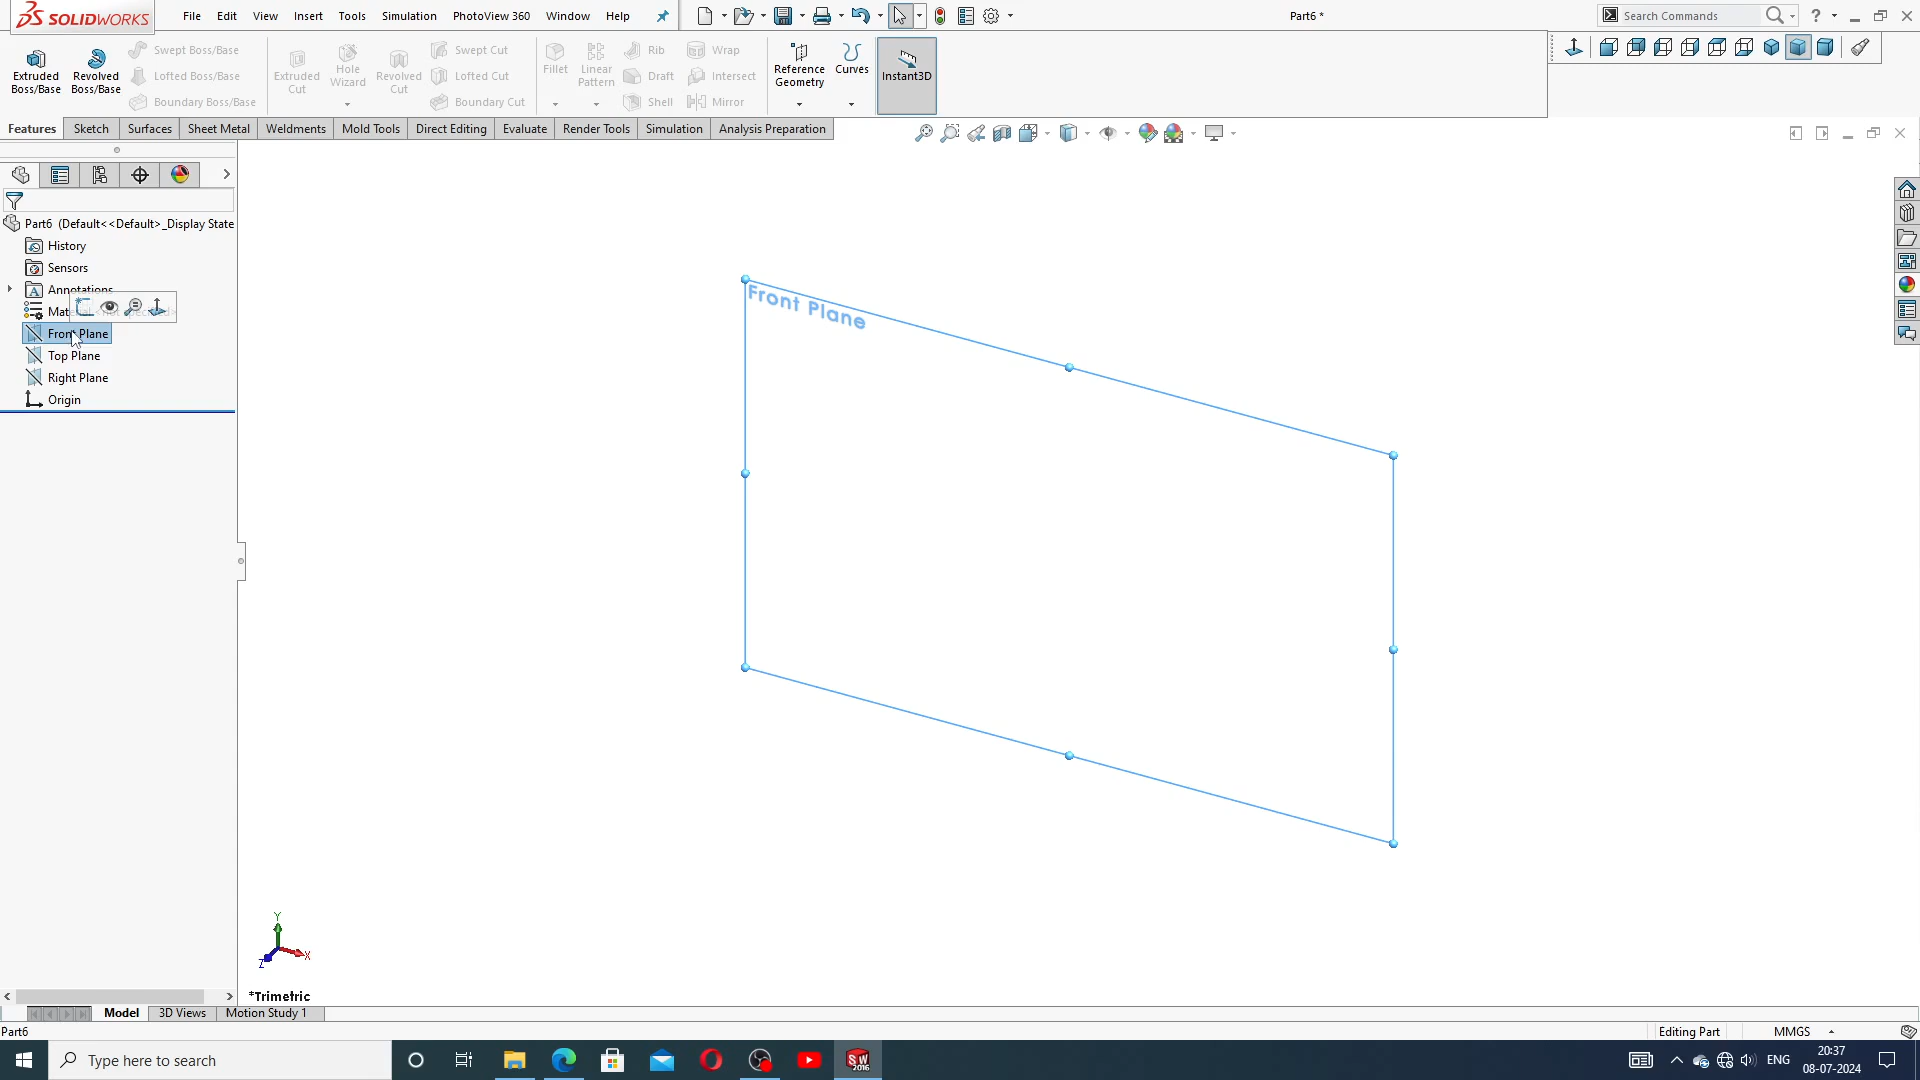 SOLIDWORKS
File Edit View Insert Tools Simulation PhotoView 360 Window Help
Part6 *
Search Commands
Extruded Boss/Base
Revolved Boss/Base
Swept Boss/Base
Lofted Boss/Base
Boundary Boss/Base
Extruded Cut
Hole Wizard
Revolved Cut
Swept Cut
Lofted Cut
Boundary Cut
Fillet
Linear Pattern
Rib
Draft
Shell
Wrap
Intersect
Mirror
Reference Geometry
Curves
Instant3D
Features Sketch Surfaces Sheet Metal Weldments Mold Tools Direct Editing Evaluate Render Tools Simulation Analysis Preparation
Part6 (Default<<Default>_Display State
History
Sensors
Annotations
Front Plane
Top Plane
Right Plane
Origin
Front Plane
Y
X
Z
*Trimetric
Model 3D Views Motion Study 1
Part6
Editing Part
MMGS
Type here to search
SW
2016
ENG
20:37
08-07-2024